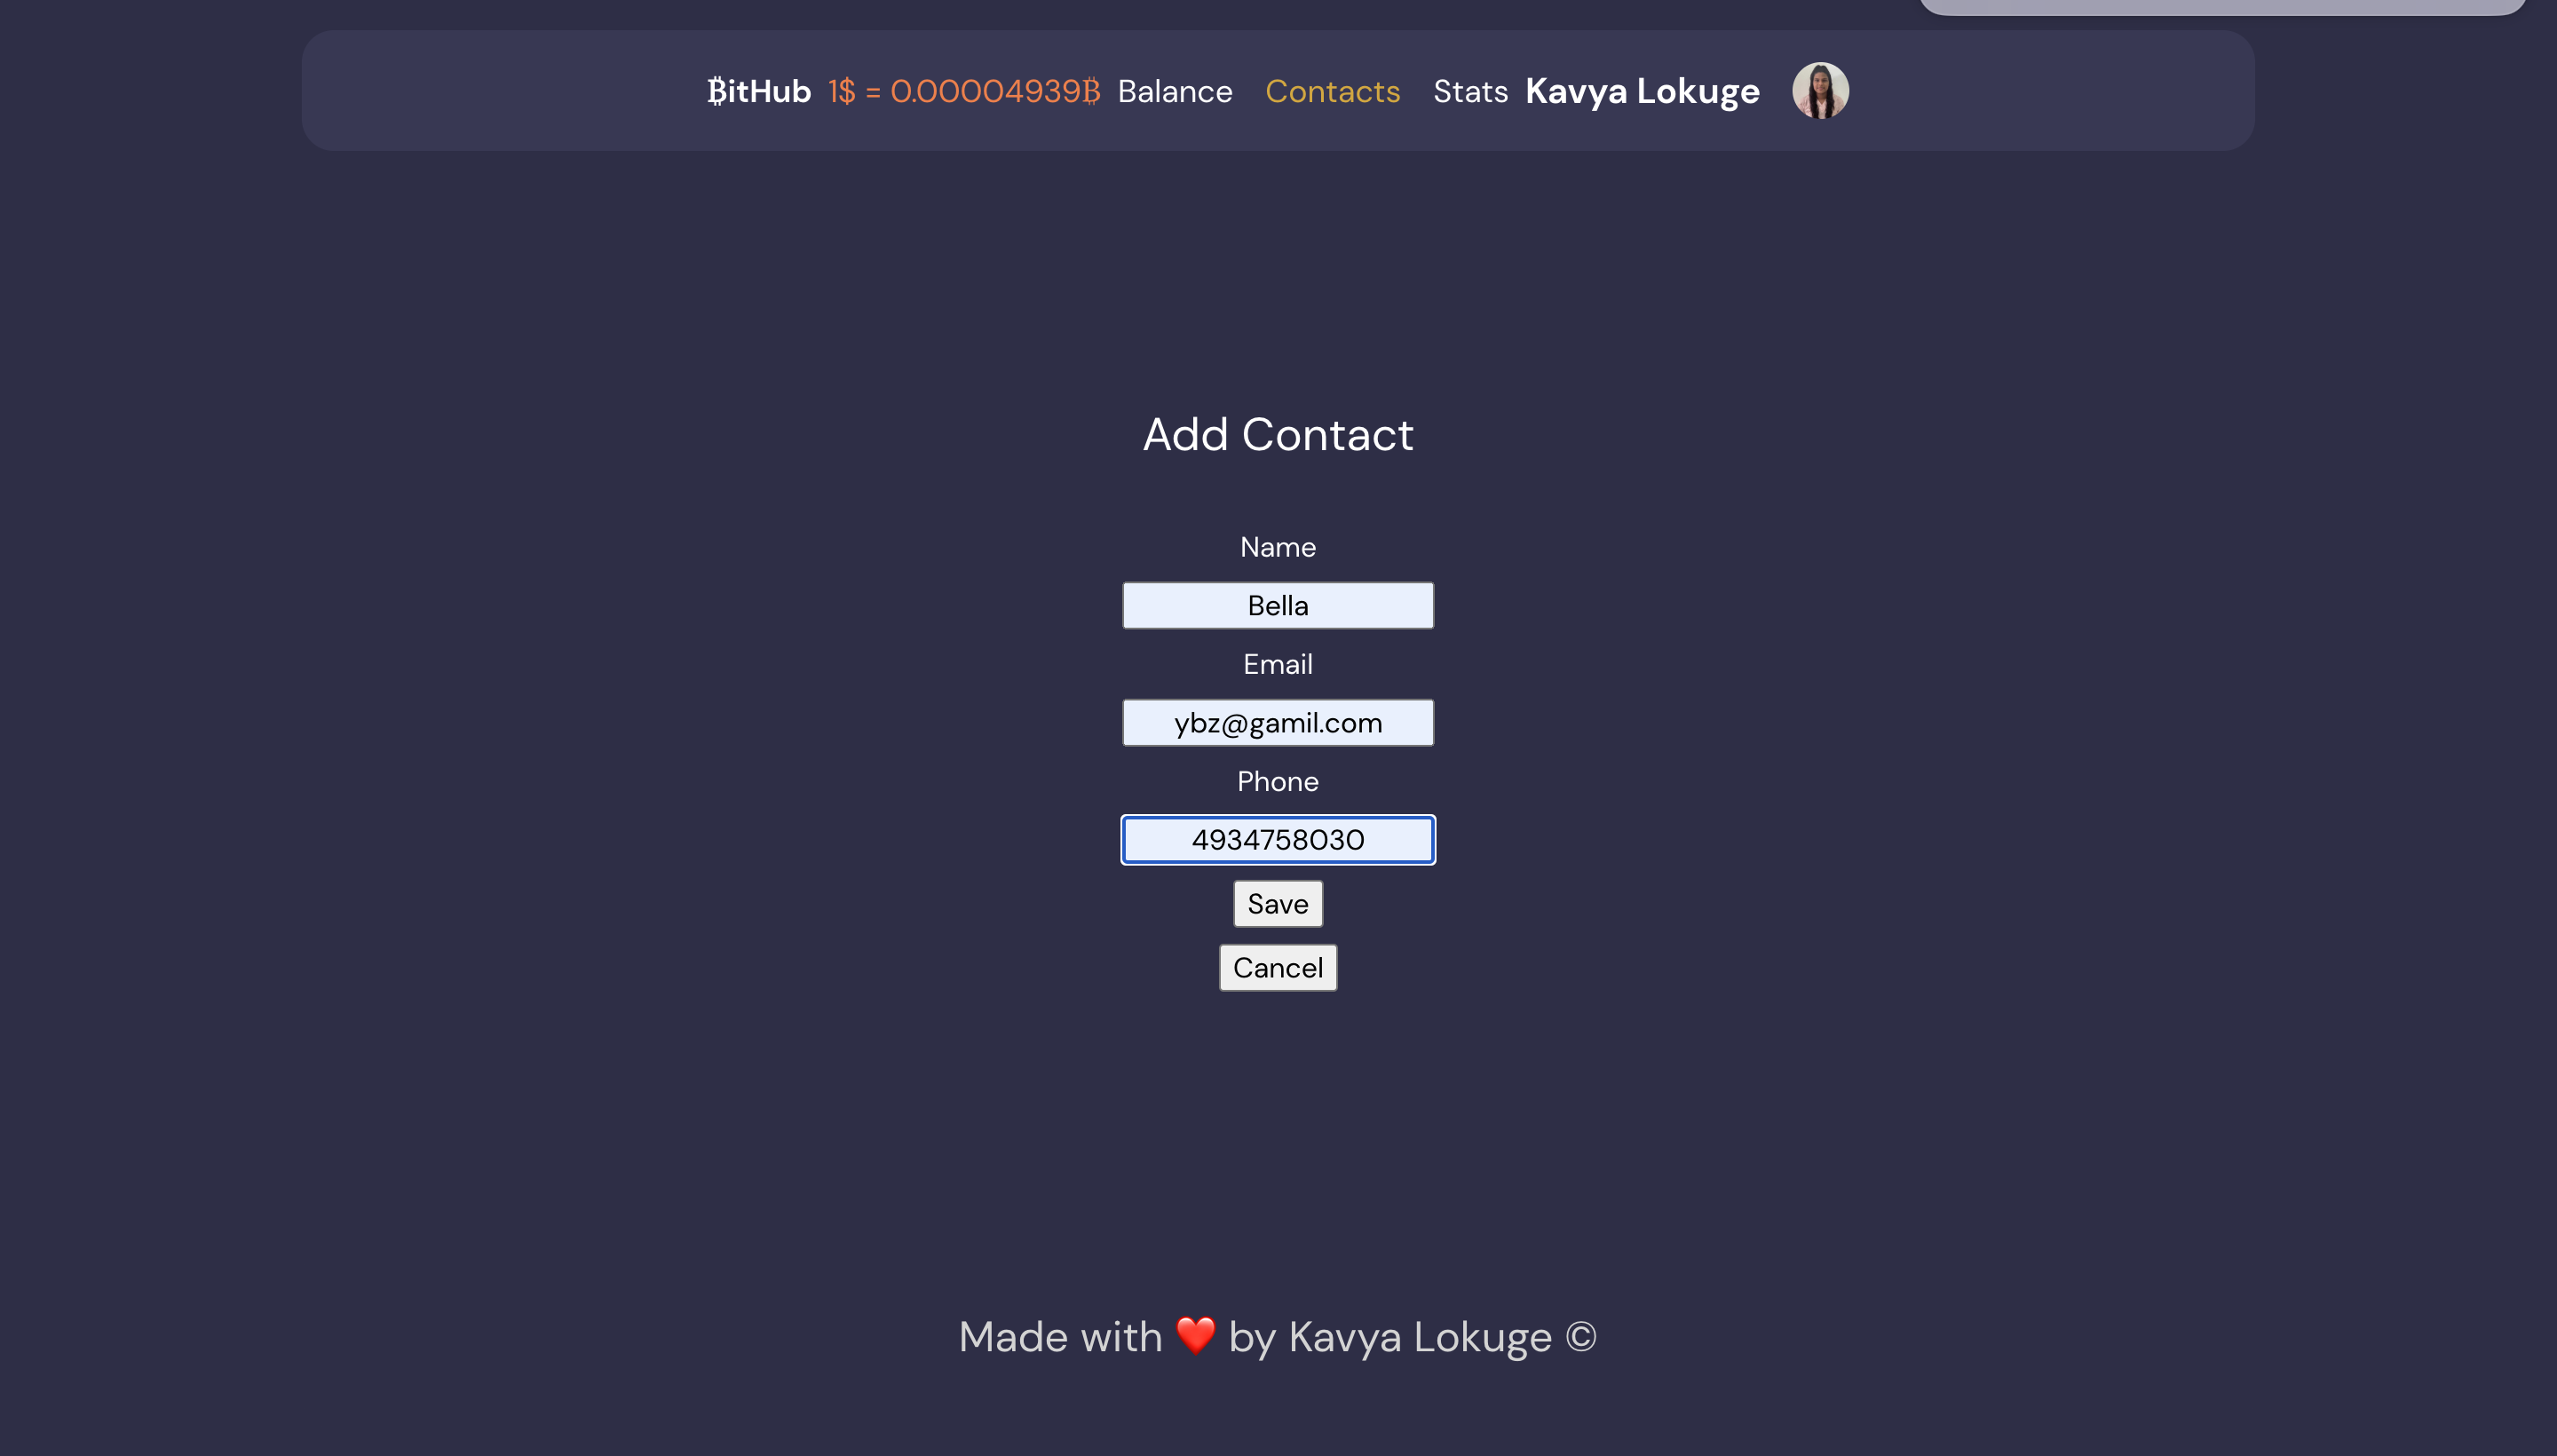 ₿itHub 1$ = 0.00004939₿ Balance Contacts Stats Kavya Lokuge
Add Contact
Name
Bella
Email
ybz@gamil.com
Phone
4934758030
Save
Cancel
Made with ❤️ by Kavya Lokuge ©